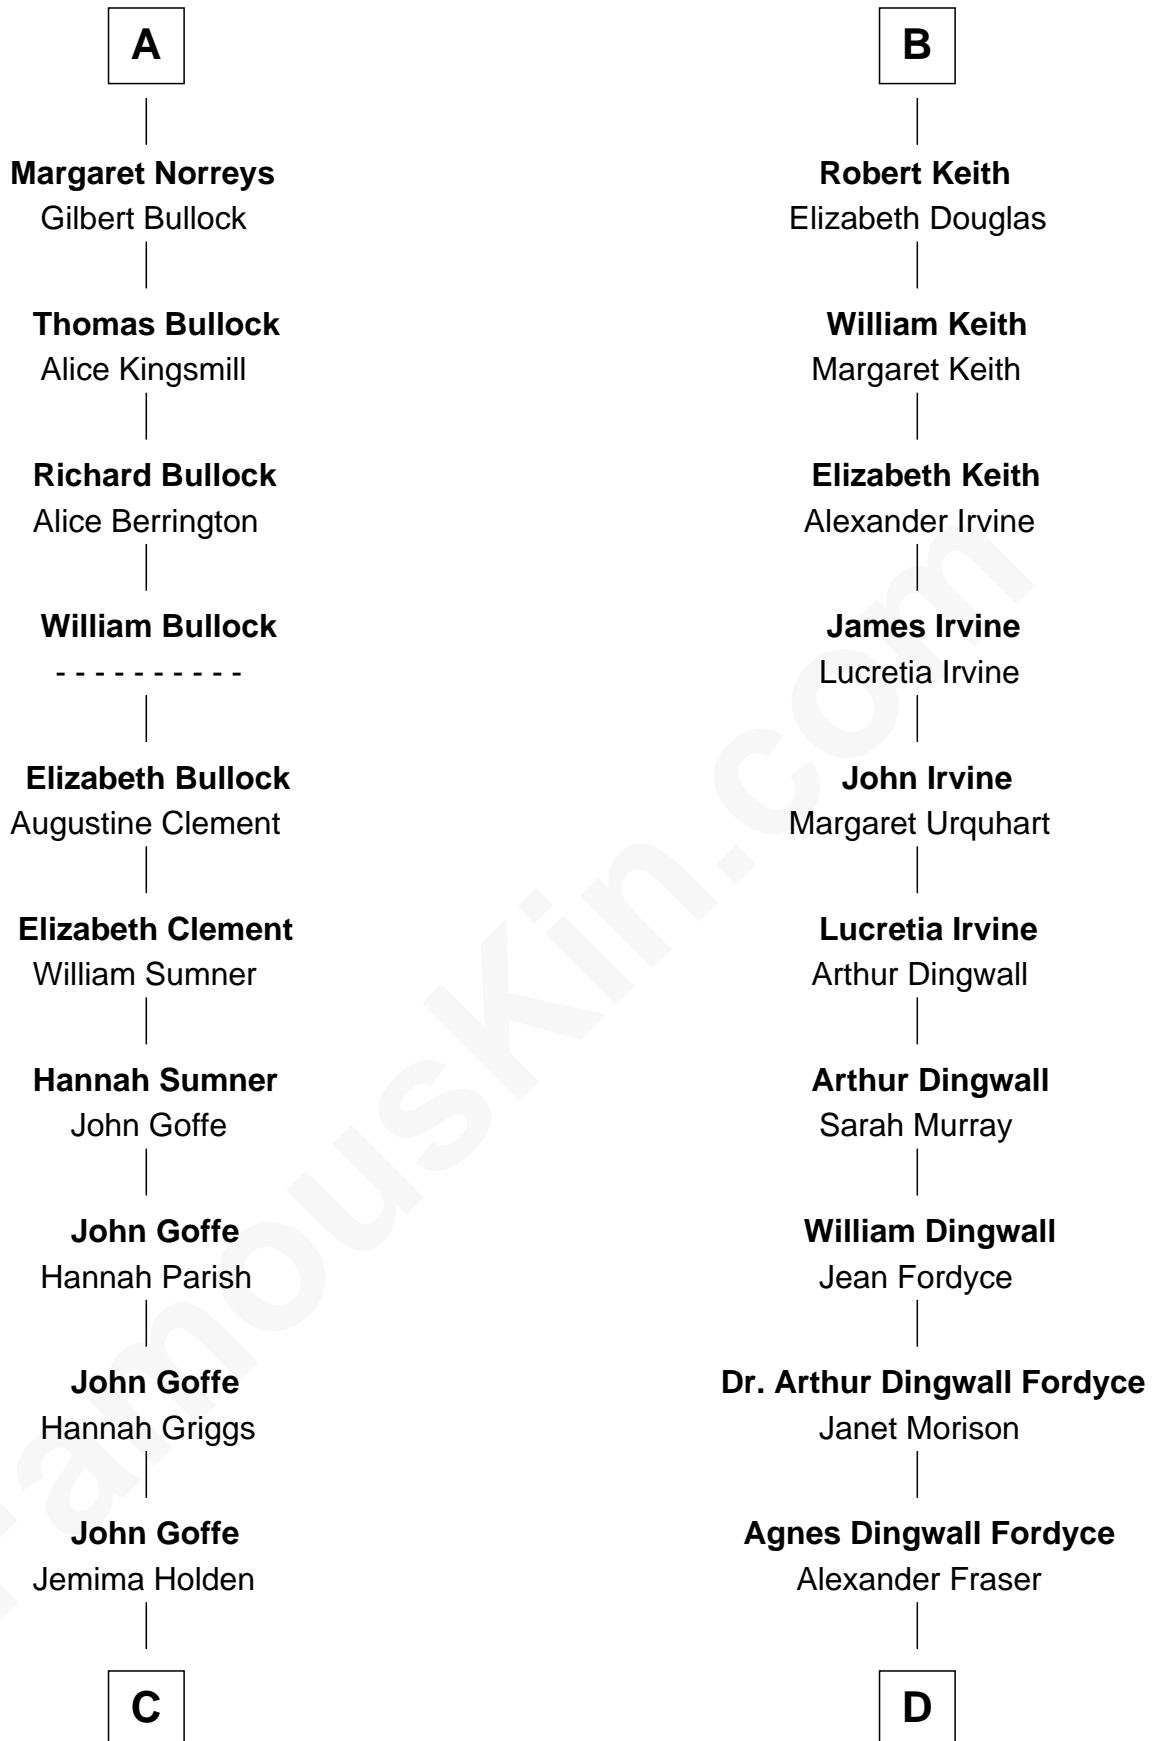 A
Margaret Norreys
Gilbert Bullock
Thomas Bullock
Alice Kingsmill
Richard Bullock
Alice Berrington
William Bullock
- - - - - - - - - -
Elizabeth Bullock
Augustine Clement
Elizabeth Clement
William Sumner
Hannah Sumner
John Goffe
John Goffe
Hannah Parish
John Goffe
Hannah Griggs
John Goffe
Jemima Holden
C
B
Robert Keith
Elizabeth Douglas
William Keith
Margaret Keith
Elizabeth Keith
Alexander Irvine
James Irvine
Lucretia Irvine
John Irvine
Margaret Urquhart
Lucretia Irvine
Arthur Dingwall
Arthur Dingwall
Sarah Murray
William Dingwall
Jean Fordyce
Dr. Arthur Dingwall Fordyce
Janet Morison
Agnes Dingwall Fordyce
Alexander Fraser
D
FamousKin.com